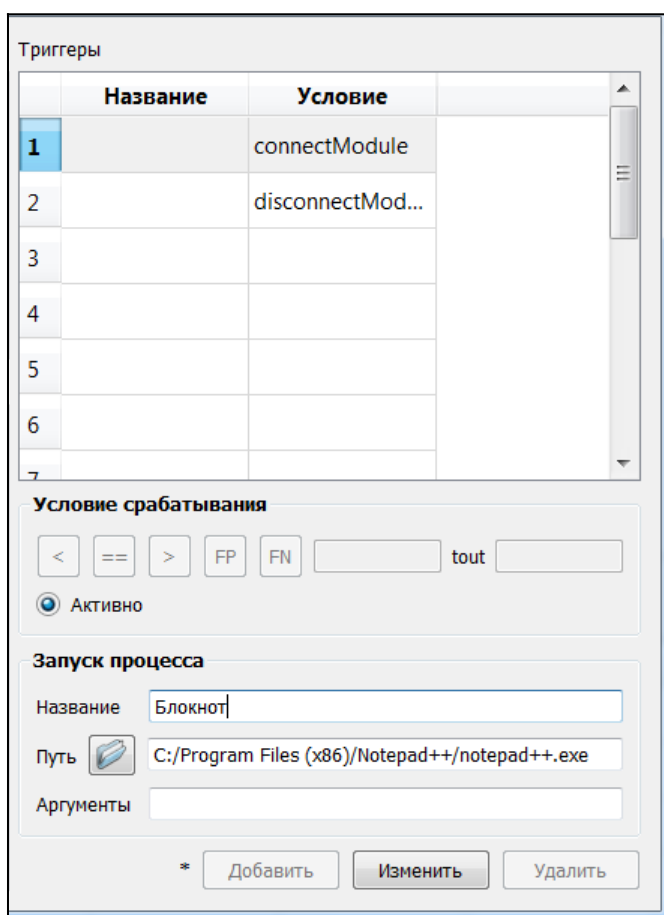 Триггеры
Название Условие
1 connectModule
2 disconnectMod...
3
4
5
6
7
Условие срабатывания
< == > FP FN tout
Активно
Запуск процесса
Название Блокнот
Путь C:/Program Files (x86)/Notepad++/notepad++.exe
Аргументы
* Добавить Изменить Удалить